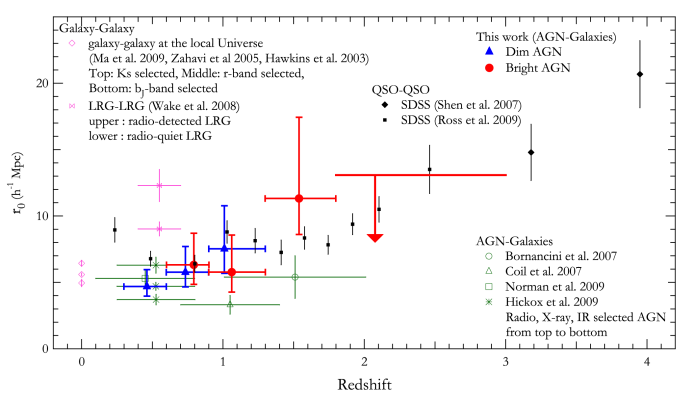 Galaxy-Galaxy
galaxy-galaxy at the local Universe
(Ma et al. 2009, Zahavi et al 2005, Hawkins et al. 2003)
Top: Ks selected, Middle: r-band selected,
Bottom: bJ-band selected
LRG-LRG (Wake et al. 2008)
upper : radio-detected LRG
lower : radio-quiet LRG
This work (AGN-Galaxies)
Dim AGN
Bright AGN
QSO-QSO
SDSS (Shen et al. 2007)
SDSS (Ross et al. 2009)
AGN-Galaxies
Bornancini et al. 2007
Coil et al. 2007
Norman et al. 2009
Hickox et al. 2009
Radio, X-ray, IR selected AGN
from top to bottom
r0 (h-1 Mpc)
20
10
0
0
1
2
3
4
Redshift